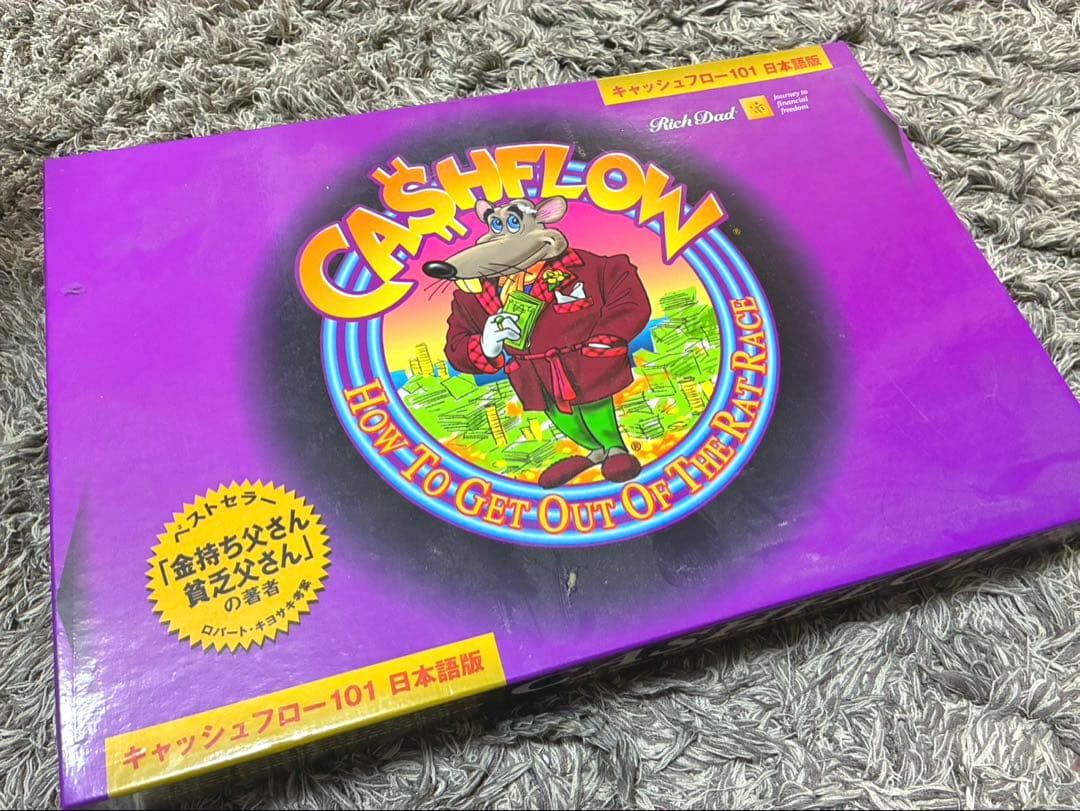 キャッシュフロー101 日本語版
Rich Dad
Journey to
financial
freedom
CA$HFLOW
HOW TO GET OUT OF THE RAT RACE
ベストセラー
「金持ち父さん
貧乏父さん」
の著者
ロバート・キヨサキ考案
キャッシュフロー101 日本語版